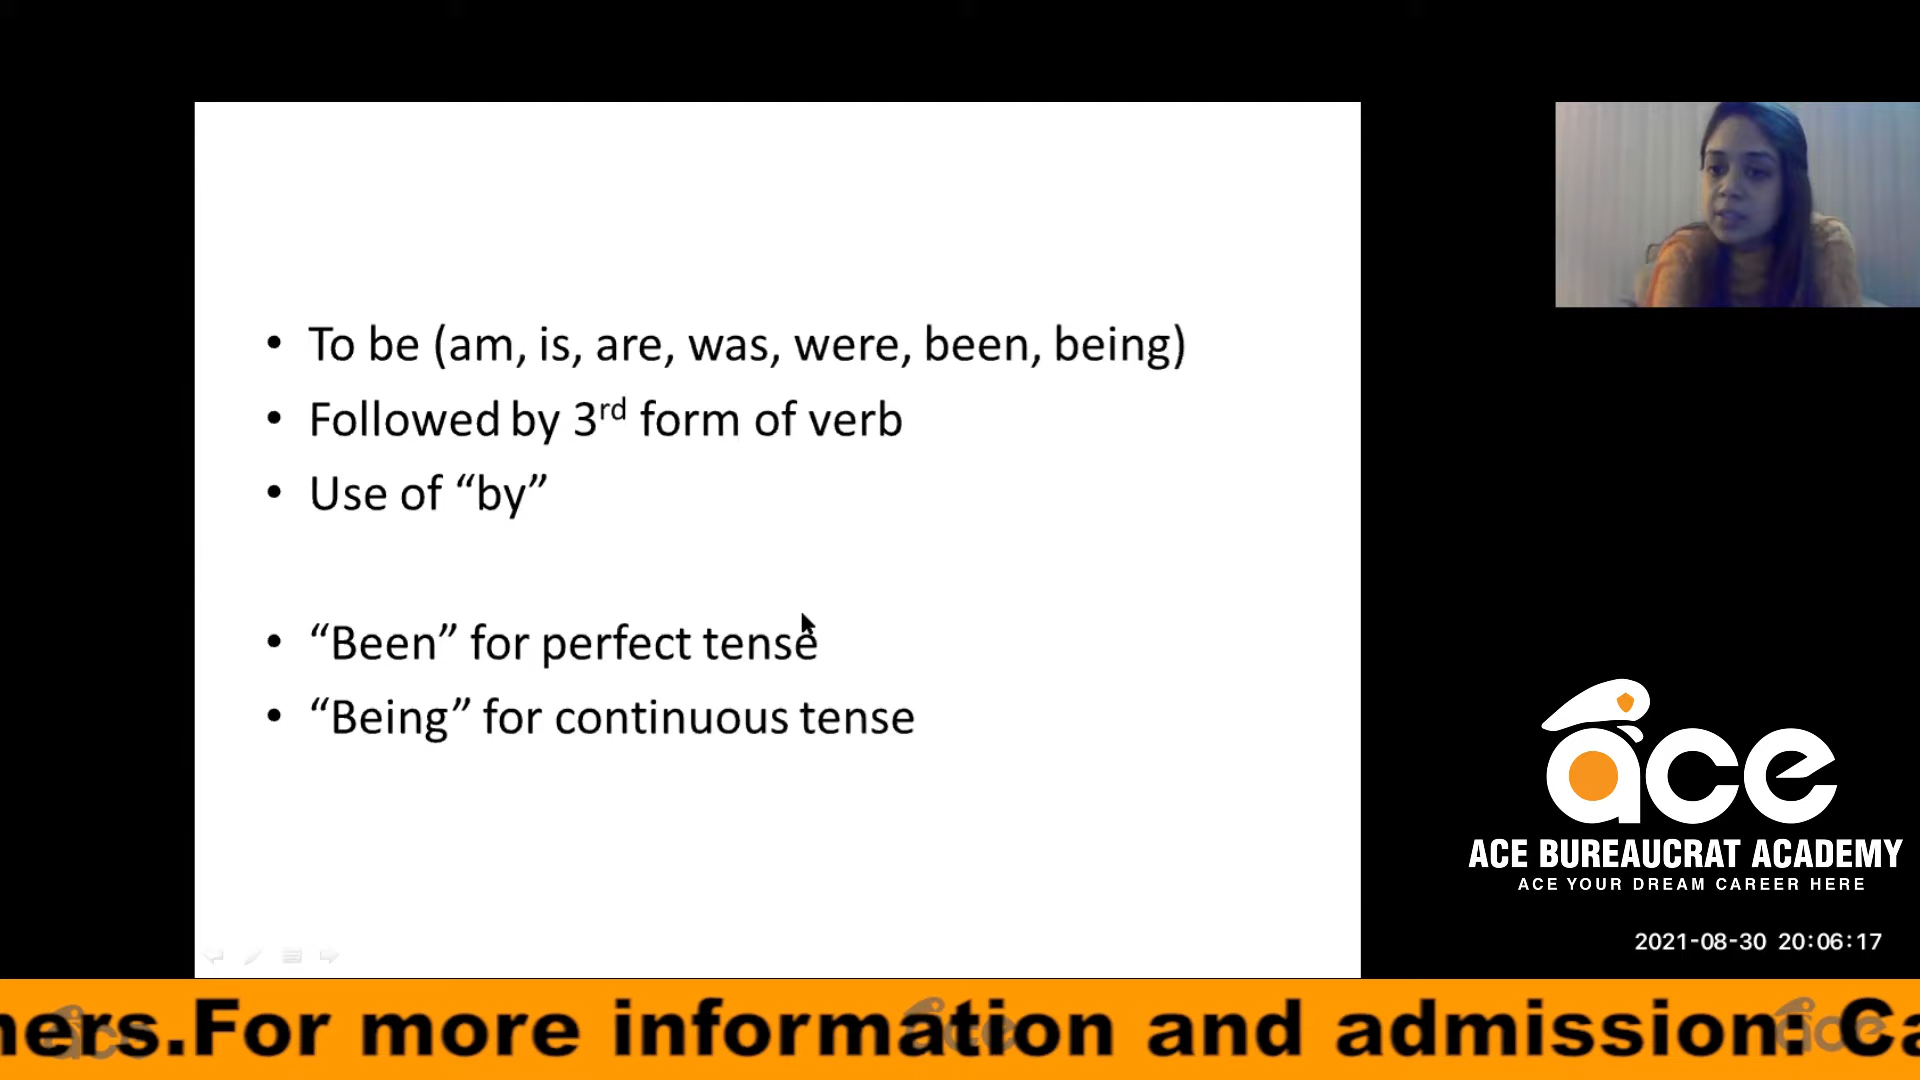 • To be (am, is, are, was, were, been, being)
• Followed by 3rd form of verb
• Use of “by”
• “Been” for perfect tense
• “Being” for continuous tense
ace
ACE BUREAUCRAT ACADEMY
ACE YOUR DREAM CAREER HERE
2021-08-30 20:06:17
ners.For more information and admission: Ca